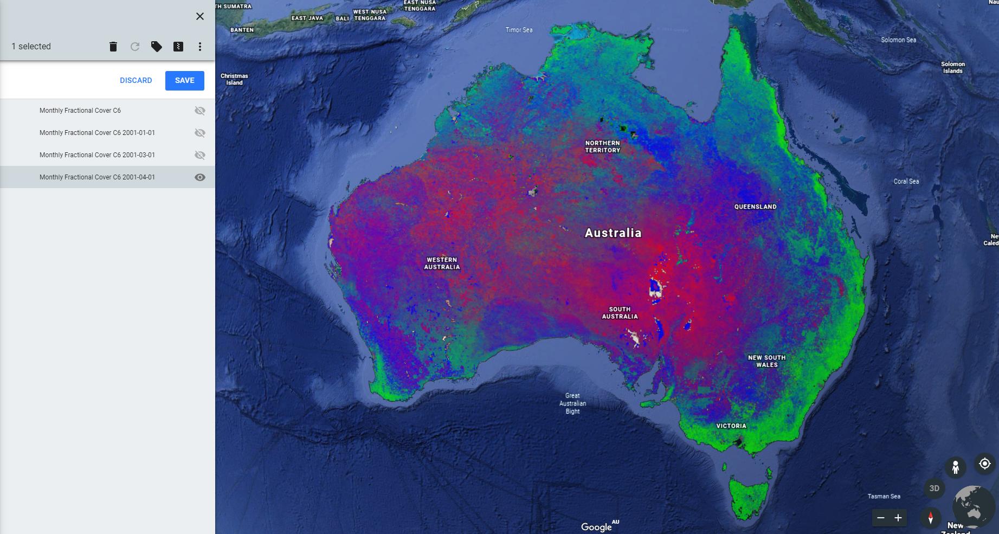 1 selected
DISCARD
SAVE
Monthly Fractional Cover C6
Monthly Fractional Cover C6 2001-01-01
Monthly Fractional Cover C6 2001-03-01
Monthly Fractional Cover C6 2001-04-01
TH SUMATRA
BANTEN
EAST JAVA
BALI
WEST NUSA
TENGGARA
EAST NUSA
TENGGARA
Timor Sea
Nau
Solomon Sea
Solomon
Islands
Christmas
Island
NORTHERN
TERRITORY
Coral Sea
QUEENSLAND
Australia
Ne
Caled
WESTERN
AUSTRALIA
SOUTH
AUSTRALIA
NEW SOUTH
WALES
Great
Australian
Bight
VICTORIA
3D
Tasman Sea
Google
AU
New
Zealand